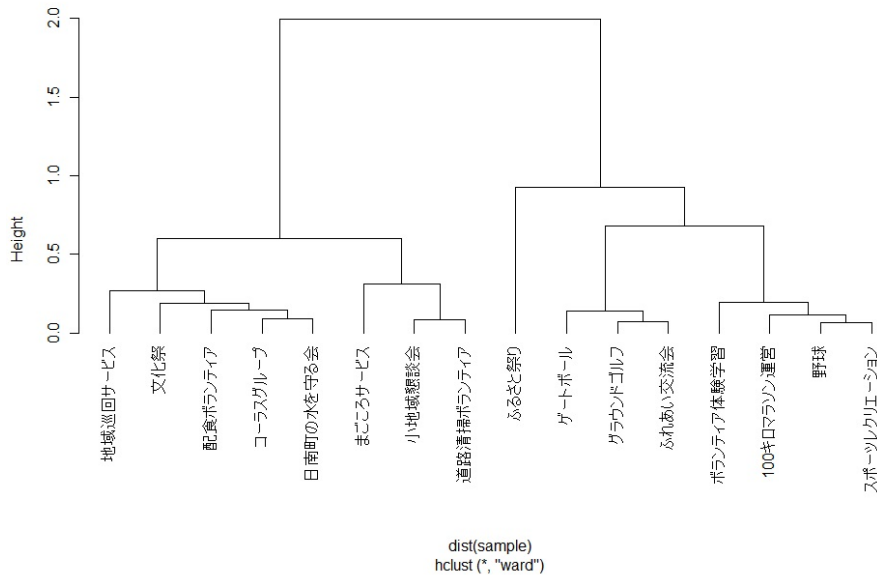 2.0
1.5
1.0
0.5
0.0
Height
地域巡回サービス
文化祭
配食ボランティア
コーラスグループ
日南町の水を守る会
まごころサービス
小地域懇談会
道路清掃ボランティア
ふるさと祭り
ゲートボール
グラウンドゴルフ
ふれあい交流会
ボランティア体験学習
100キロマラソン運営
野球
スポーツレクリエーション
dist(sample)
hclust (*, "ward")